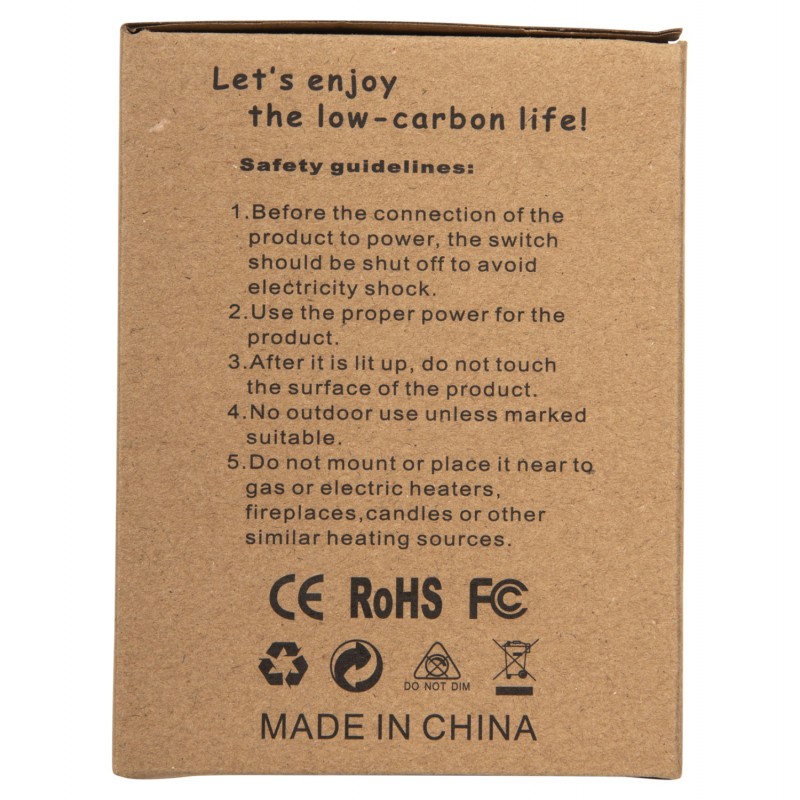 Let's enjoy
the low-carbon life!
Safety guidelines:
1.Before the connection of the
product to power, the switch
should be shut off to avoid
electricity shock.
2.Use the proper power for the
product.
3.After it is lit up, do not touch
the surface of the product.
4.No outdoor use unless marked
suitable.
5.Do not mount or place it near to
gas or electric heaters,
fireplaces,candles or other
similar heating sources.
CE RoHS FC
DO NOT DIM
MADE IN CHINA